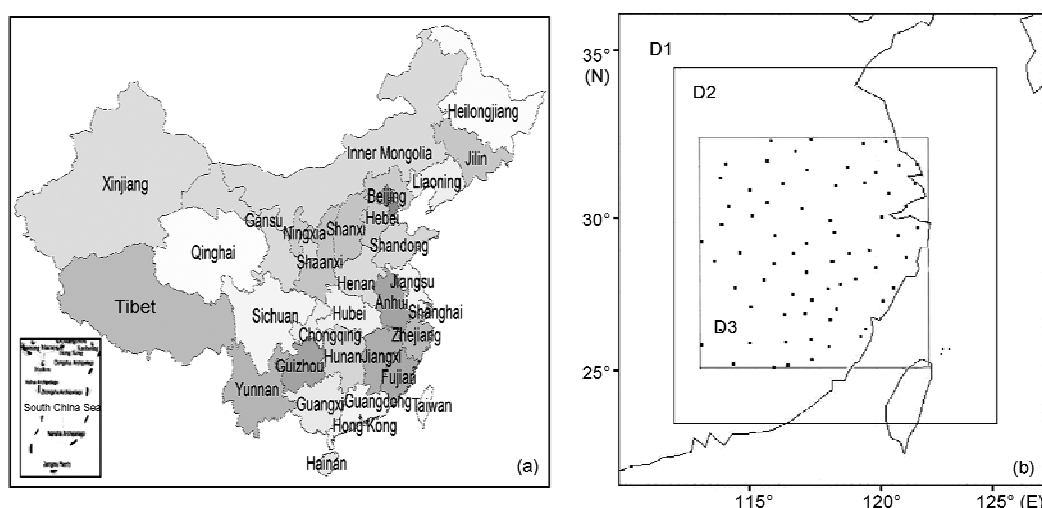 Heilongjiang
Inner Mongolia
Jilin
Xinjiang
Liaoning
Beijing
Gansu
Hebei
Ningxia
Shanxi
Qinghai
Shandong
Shaanxi
Henan
Jiangsu
Tibet
Anhui
Sichuan
Hubei
Shanghai
Chongqing
Zhejiang
Hunan
Jiangxi
Guizhou
Fujian
Yunnan
Guangxi
Guangdong
Taiwan
Hong Kong
Hainan
South China Sea
(a)
35°
(N)
D1
D2
30°
D3
25°
(b)
115°
120°
125° (E)